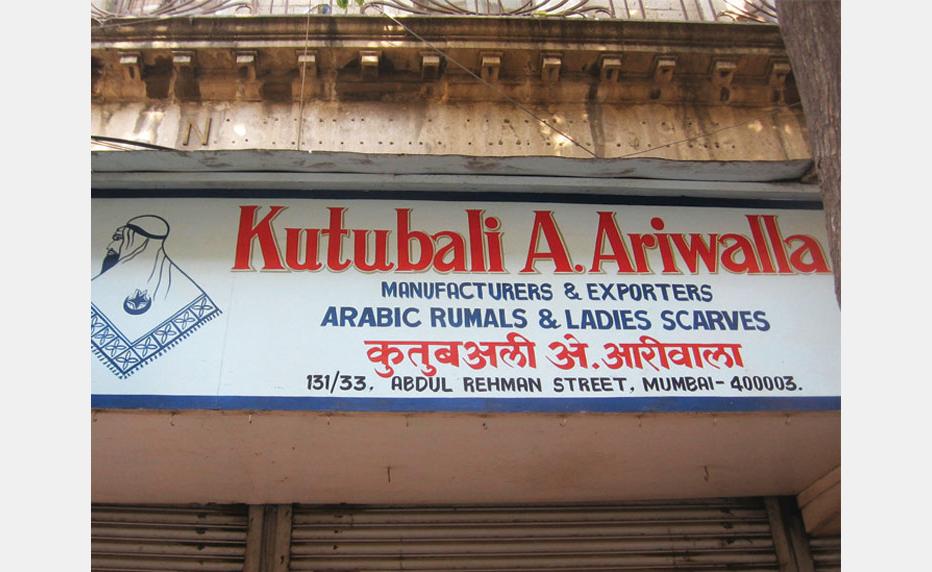 N
Kutubali A. Ariwalla
MANUFACTURERS & EXPORTERS
ARABIC RUMALS & LADIES SCARVES
कुतुबअली अे. आरीवाला
131/33, ABDUL REHMAN STREET, MUMBAI-400003.